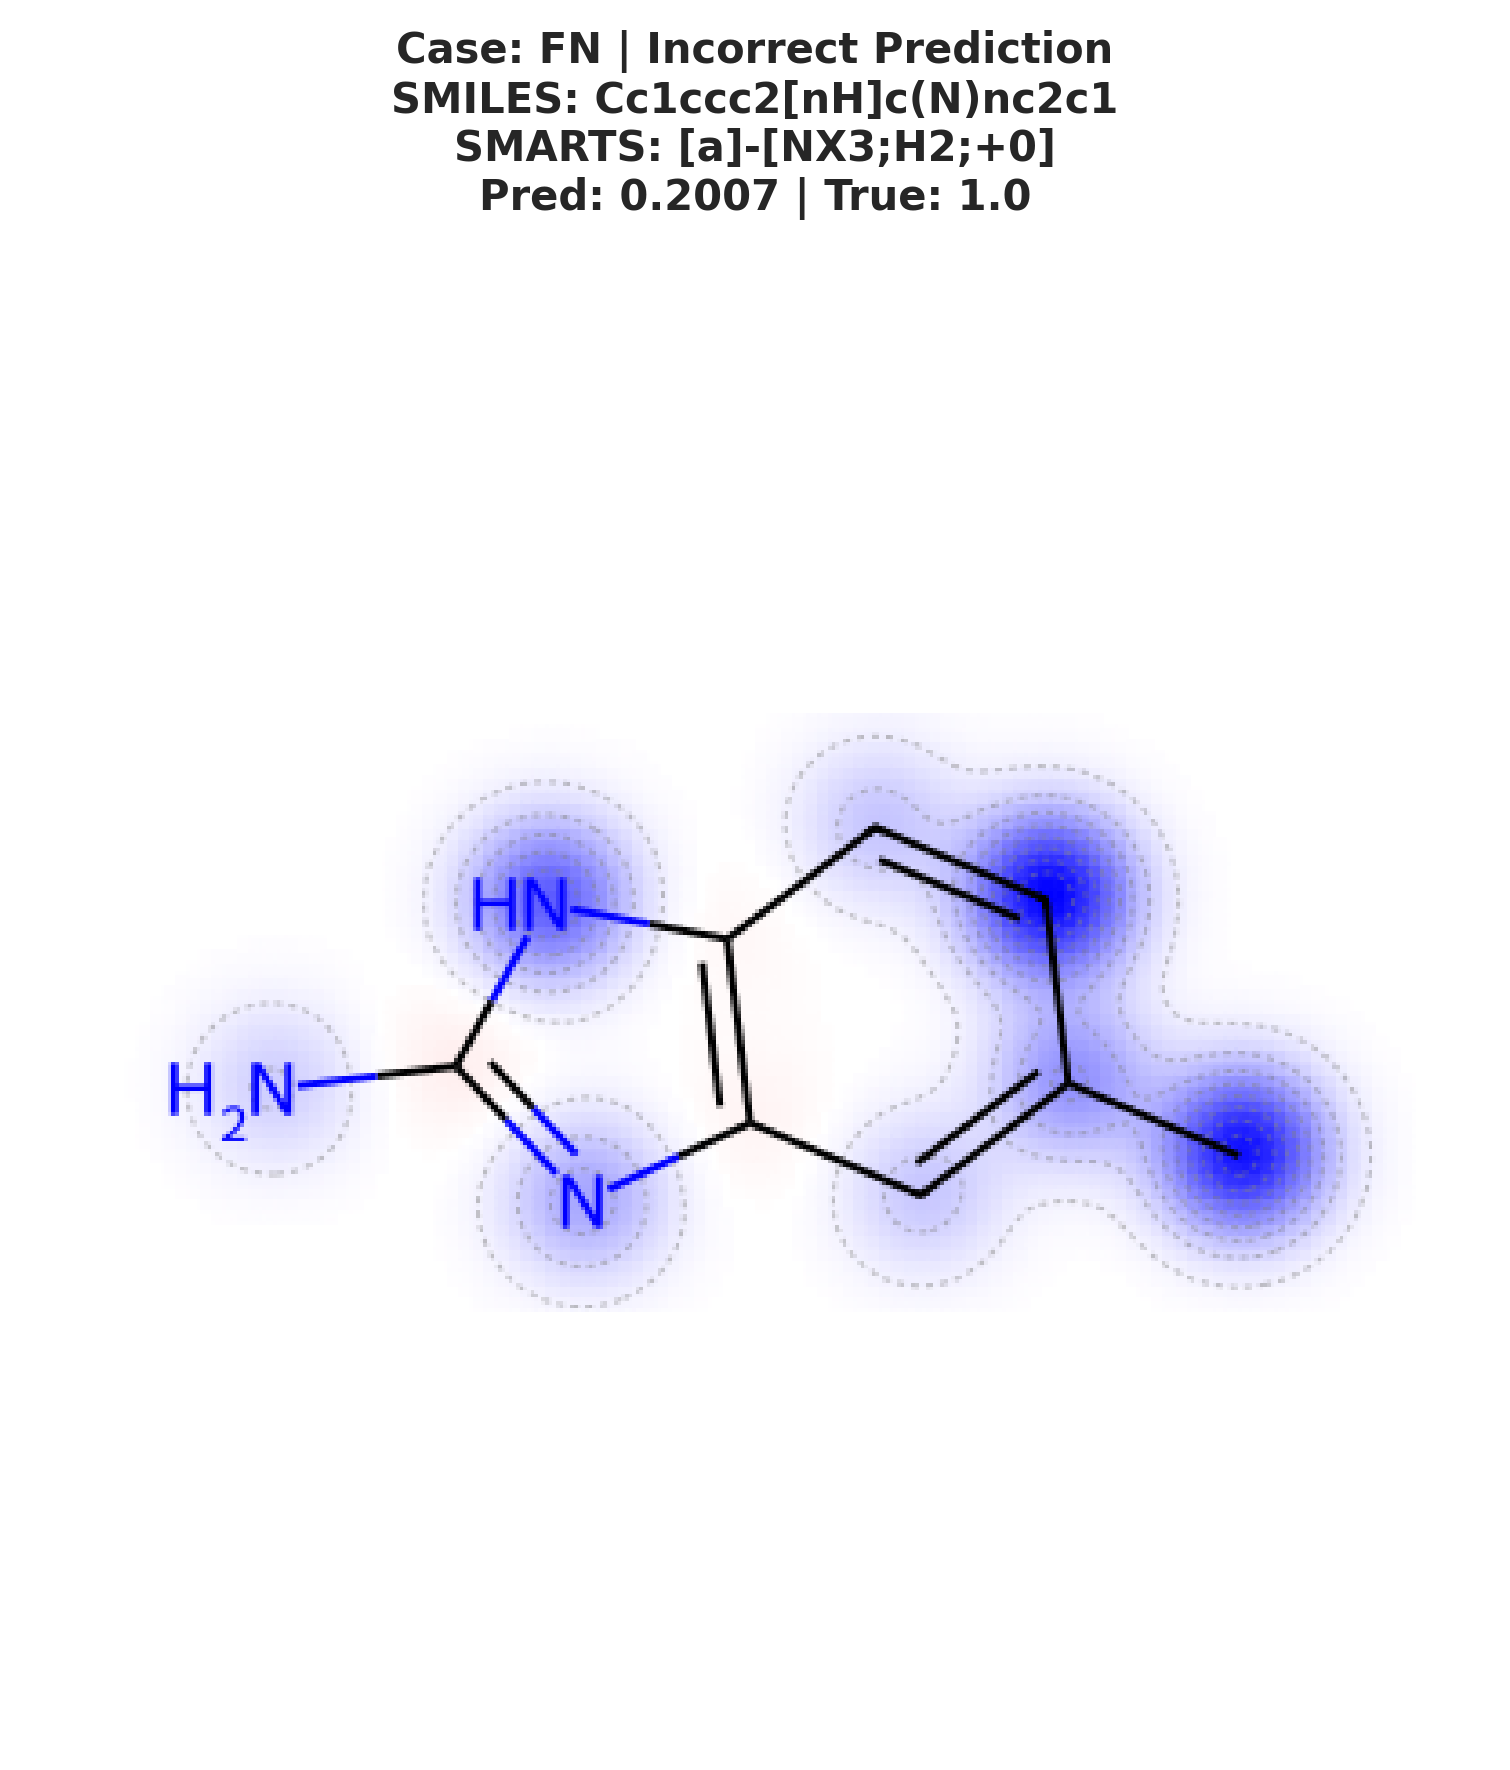 Case: FN | Incorrect Prediction
SMILES: Cc1ccc2[nH]c(N)nc2c1
SMARTS: [a]-[NX3;H2;+0]
Pred: 0.2007 | True: 1.0
HN
H2N
N